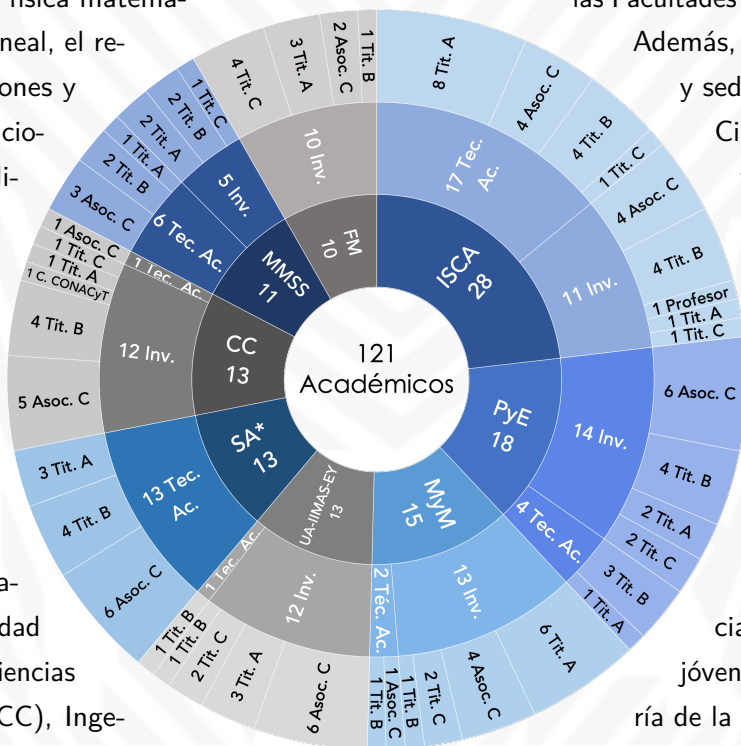 física matema-
neal, el re-
ones y
cio-
li-
las Facultades
Además,
y sed
Ci
121
Académicos
ISCA
28
17 Tec.
Ac.
8 Tit. A
4 Asoc. C
4 Tit. B
1 Tit. C
11 Inv.
4 Asoc. C
4 Tit. B
1 Profesor
1 Tit. A
1 Tit. C
PyE
18
14 Inv.
6 Asoc. C
4 Tit. B
2 Tit. A
2 Tit. C
4 Tec. Ac.
3 Tit. B
1 Tit. A
MyM
15
13 Inv.
6 Tit. A
4 Asoc. C
2 Tit. C
1 Tit. B
2 Téc. Ac.
1 Asoc. C
1 Tit. B
UA-IIMAS-EY
13
12 Inv.
6 Asoc. C
3 Tit. A
2 Tit. C
1 Tit. B
1 Tec. Ac...
1 Tit. B
SA*
13
13 Tec.
Ac.
6 Asoc. C
4 Tit. B
3 Tit. A
CC
13
12 Inv.
5 Asoc. C
4 Tit. B
1 C. CONACyT
1 Tit. A
1 Tit. C
1 Tec. Ac.
1 Asoc. C
MMSS
11
6 Tec. Ac.
3 Asoc. C
2 Tit. B
1 Tit. A
5 Inv.
2 Tit. A
2 Tit. B
1 Tit. C
FM
10
10 Inv.
4 Tit. C
3 Tit. A
2 Asoc. C
1 Tit. B
a-
dad
iencias
CC), Inge-
cia
jóven
ría de la